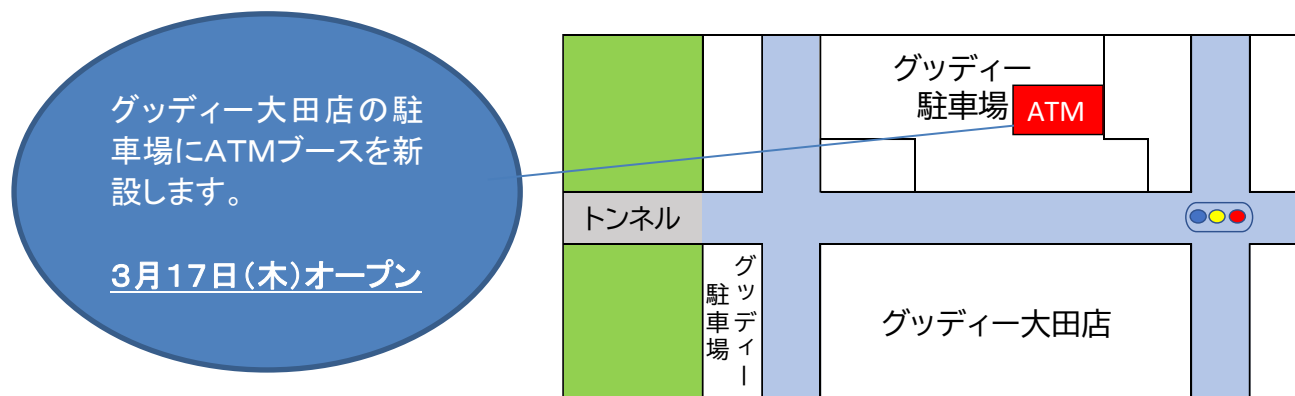 グッディー大田店の駐
車場にATMブースを新
設します。
3月17日(木)オープン
グッディー
駐車場
ATM
トンネル
グッディー
駐車場
グッディー大田店